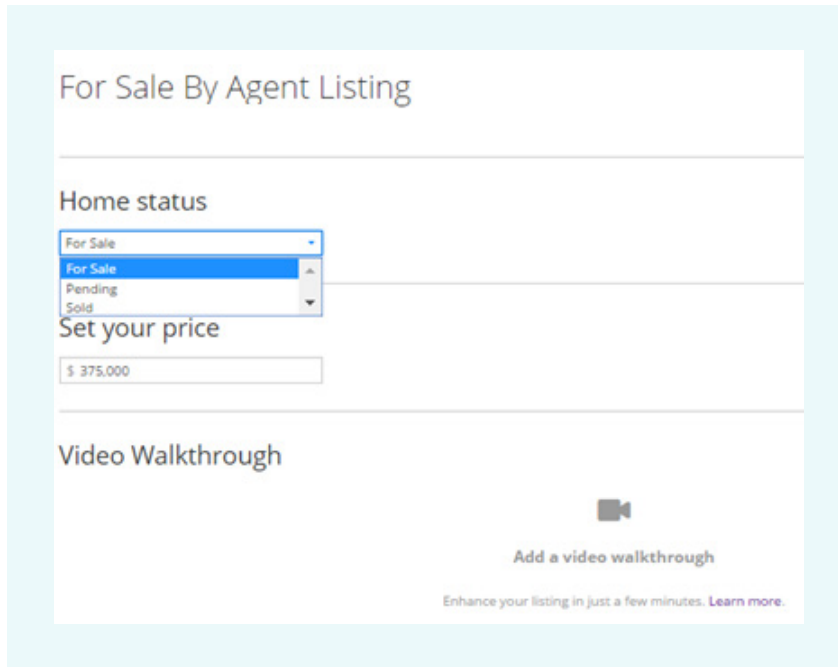 For Sale By Agent Listing
Home status
For Sale
For Sale
Pending
Sold
Set your price
$ 375,000
Video Walkthrough
Add a video walkthrough
Enhance your listing in just a few minutes. Learn more.